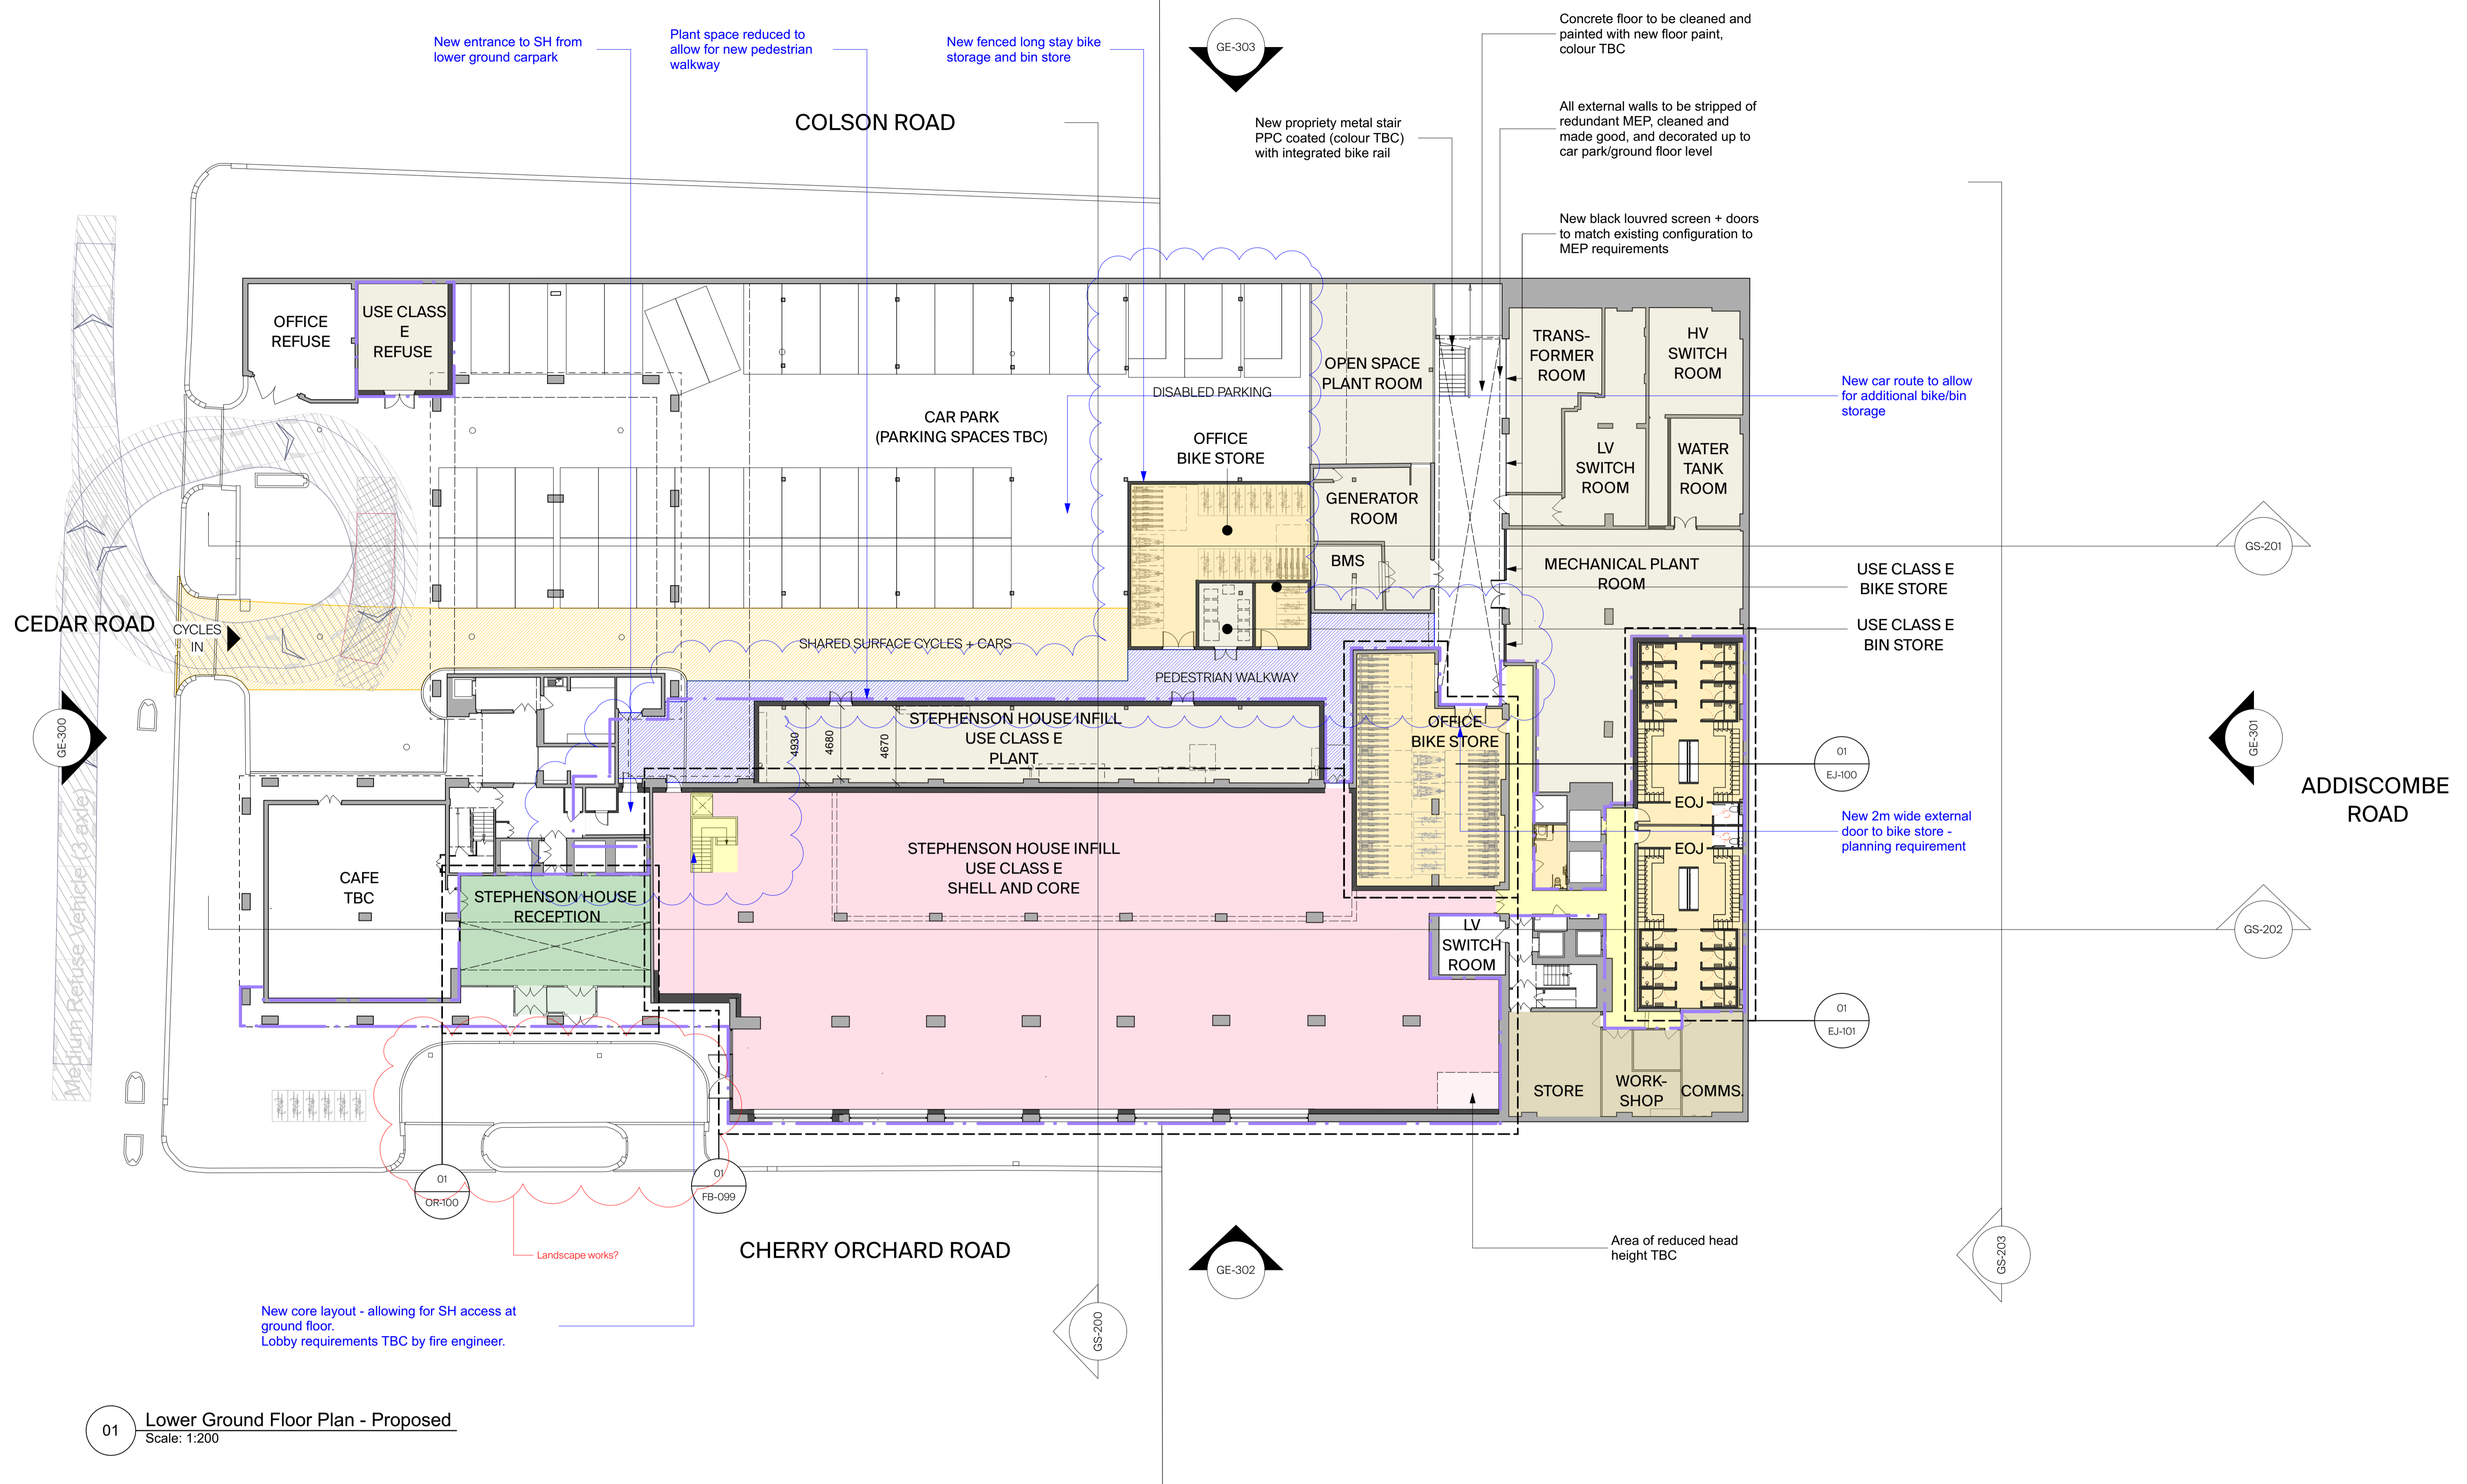 New entrance to SH from
lower ground carpark
Plant space reduced to
allow for new pedestrian
walkway
New fenced long stay bike
storage and bin store
GE-303
Concrete floor to be cleaned and
painted with new floor paint,
colour TBC
COLSON ROAD
New propriety metal stair
PPC coated (colour TBC)
with integrated bike rail
All external walls to be stripped of
redundant MEP, cleaned and
made good, and decorated up to
car park/ground floor level
New black louvred screen + doors
to match existing configuration to
MEP requirements
OFFICE
REFUSE
USE CLASS
E
REFUSE
CAR PARK
(PARKING SPACES TBC)
DISABLED PARKING
OFFICE
BIKE STORE
OPEN SPACE
PLANT ROOM
TRANS-
FORMER
ROOM
HV
SWITCH
ROOM
LV
SWITCH
ROOM
WATER
TANK
ROOM
New car route to allow
for additional bike/bin
storage
GENERATOR
ROOM
BMS
MECHANICAL PLANT
ROOM
GS-201
USE CLASS E
BIKE STORE
USE CLASS E
BIN STORE
CEDAR ROAD
CYCLES
IN
SHARED SURFACE CYCLES + CARS
PEDESTRIAN WALKWAY
GE-300
Medium Refuse Vehicle (3 axle)
4930
4680
4670
STEPHENSON HOUSE INFILL
USE CLASS E
PLANT
OFFICE
BIKE STORE
01
EJ-100
GE-301
ADDISCOMBE
ROAD
EOJ
EOJ
New 2m wide external
door to bike store -
planning requirement
CAFE
TBC
STEPHENSON HOUSE
RECEPTION
STEPHENSON HOUSE INFILL
USE CLASS E
SHELL AND CORE
LV
SWITCH
ROOM
GS-202
01
EJ-101
STORE
WORK-
SHOP
COMMS.
01
OR-100
01
FB-099
Landscape works?
CHERRY ORCHARD ROAD
GE-302
Area of reduced head
height TBC
GS-203
GS-200
New core layout - allowing for SH access at
ground floor.
Lobby requirements TBC by fire engineer.
01
Lower Ground Floor Plan - Proposed
Scale: 1:200